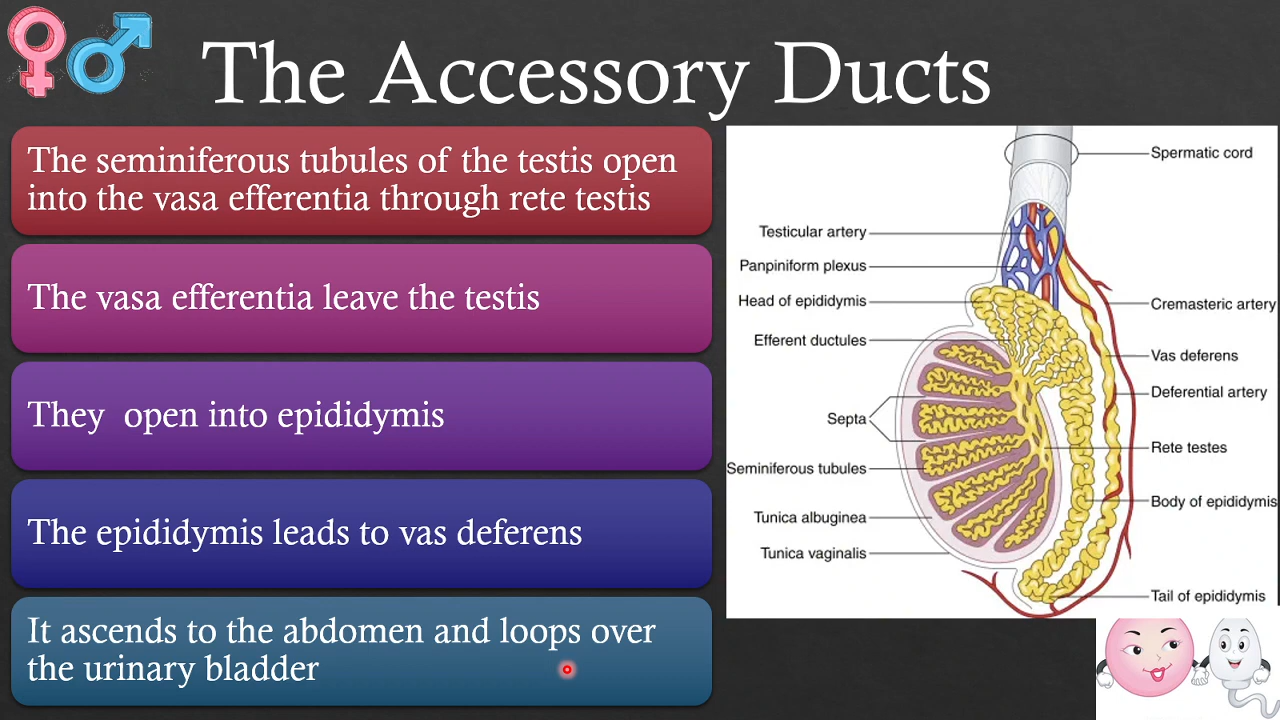 The Accessory Ducts
The seminiferous tubules of the testis open
into the vasa efferentia through rete testis
The vasa efferentia leave the testis
They  open into epididymis
The epididymis leads to vas deferens
It ascends to the abdomen and loops over
the urinary bladder
Spermatic cord
Testicular artery
Panpiniform plexus
Head of epididymis
Efferent ductules
Septa
Seminiferous tubules
Tunica albuginea
Tunica vaginalis
Cremasteric artery
Vas deferens
Deferential artery
Rete testes
Body of epididymis
Tail of epididymis